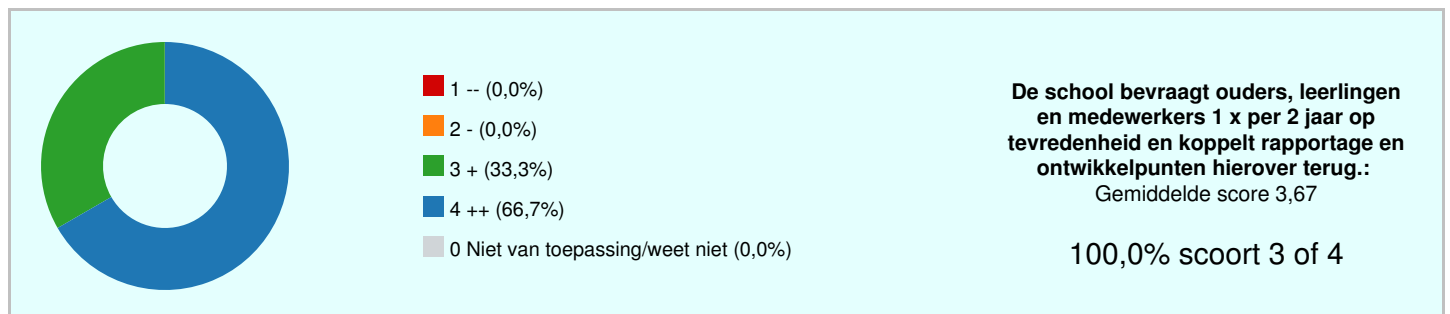 1 -- (0,0%)
2 - (0,0%)
3 + (33,3%)
4 ++ (66,7%)
0 Niet van toepassing/weet niet (0,0%)
De school bevraagt ouders, leerlingen
en medewerkers 1 x per 2 jaar op
tevredenheid en koppelt rapportage en
ontwikkelpunten hierover terug.:
Gemiddelde score 3,67
100,0% scoort 3 of 4